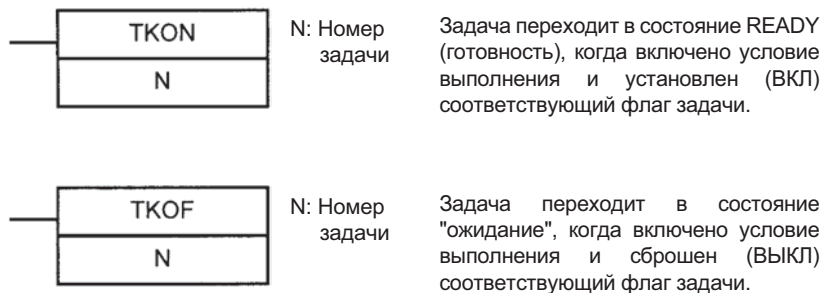 TKON
N
N: Номер
задачи
Задача переходит в состояние READY
(готовность), когда включено условие
выполнения и установлен (ВКЛ)
соответствующий флаг задачи.
TKOF
N
N: Номер
задачи
Задача переходит в состояние
"ожидание", когда включено условие
выполнения и сброшен (ВЫКЛ)
соответствующий флаг задачи.